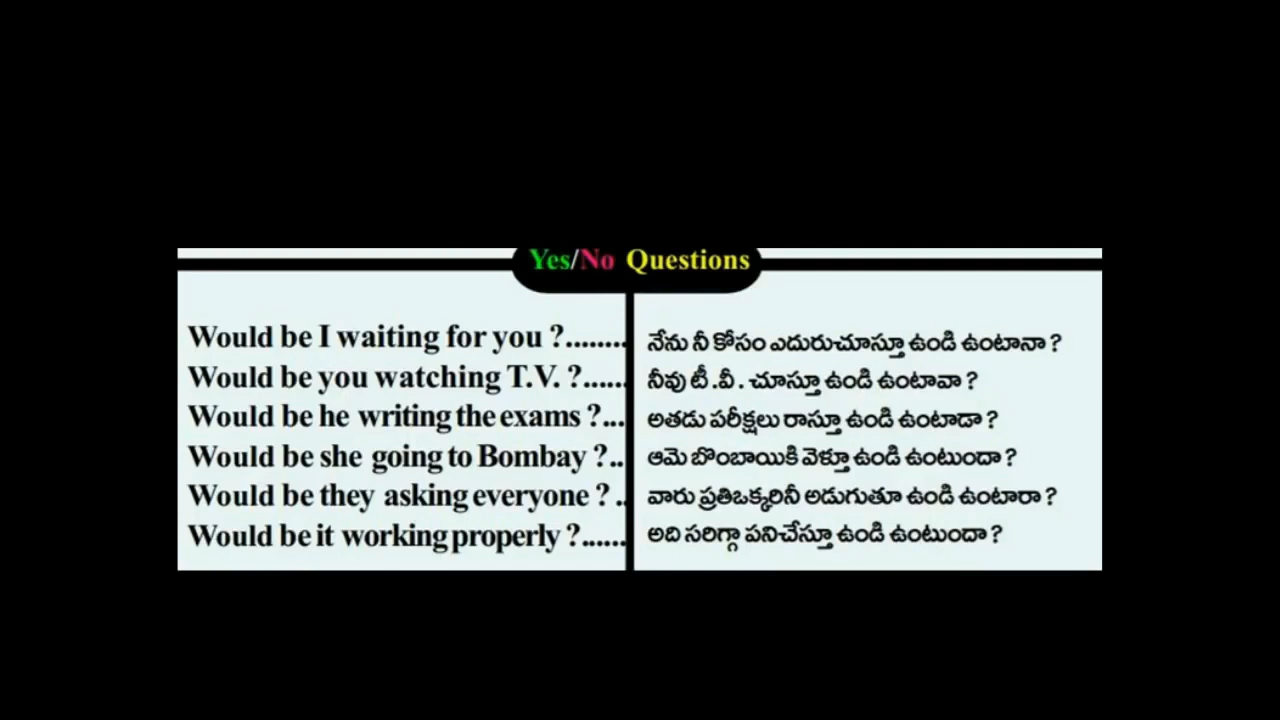 Yes/No Questions
Would be I waiting for you ?........ నేను నీ కోసం ఎదురుచూస్తూ ఉండి ఉంటానా ?
Would be you watching T.V. ?...... నీవు టీ .వీ . చూస్తూ ఉండి ఉంటావా ?
Would be he writing the exams ?... అతడు పరీక్షలు రాస్తూ ఉండి ఉంటాడా ?
Would be she going to Bombay ?.. ఆమె బొంబాయికి వెళ్తూ ఉండి ఉంటుందా ?
Would be they asking everyone ? .. వారు ప్రతిఒక్కరినీ అడుగుతూ ఉండి ఉంటారా ?
Would be it working properly ?...... అది సరిగ్గా పనిచేస్తూ ఉండి ఉంటుందా ?